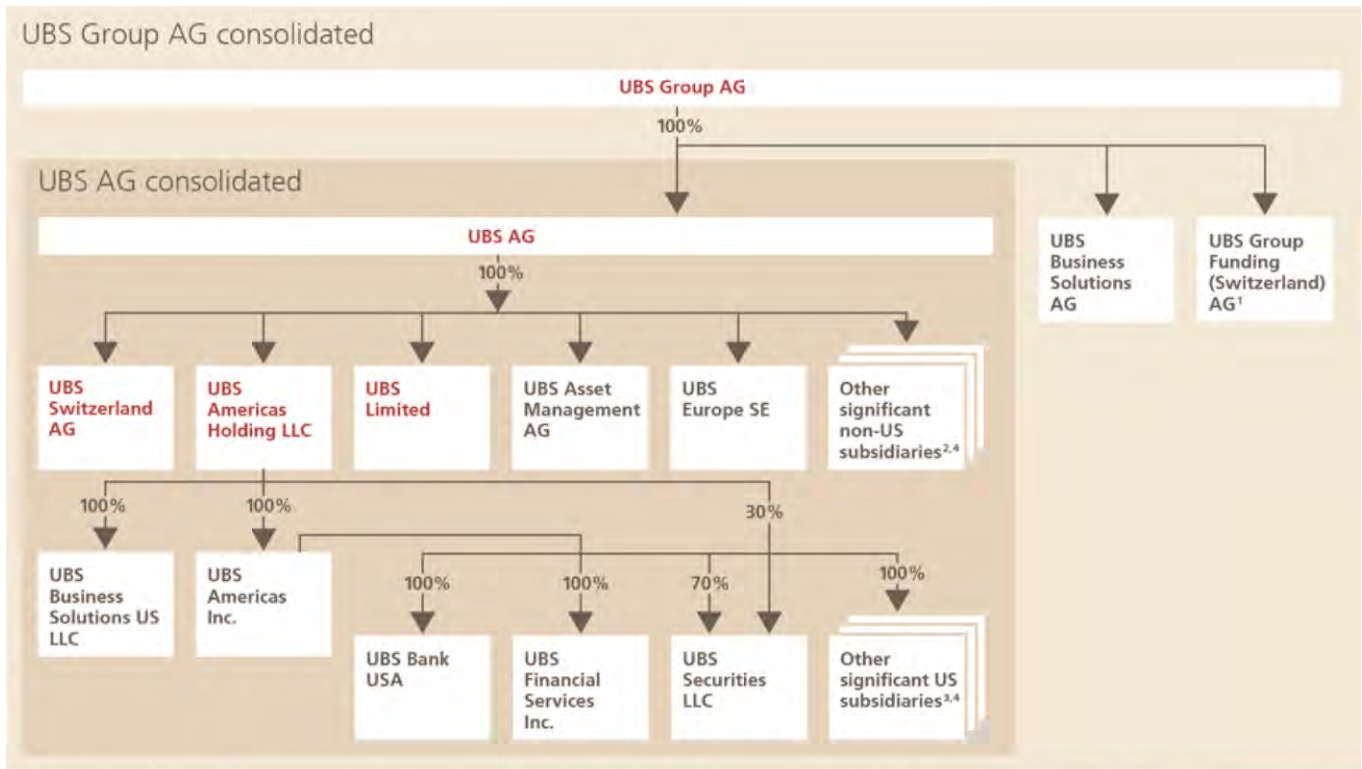 UBS Group AG consolidated
UBS Group AG
100%
UBS AG consolidated
UBS AG
100%
UBS
Business
Solutions
AG
UBS Group
Funding
(Switzerland)
AG¹
UBS
Switzerland
AG
UBS
Americas
Holding LLC
UBS
Limited
UBS Asset
Management
AG
UBS
Europe SE
Other
significant
non-US
subsidiaries²,⁴
100%
100%
30%
UBS
Business
Solutions US
LLC
UBS
Americas
Inc.
100%
100%
70%
100%
UBS Bank
USA
UBS
Financial
Services
Inc.
UBS
Securities
LLC
Other
significant US
subsidiaries³,⁴